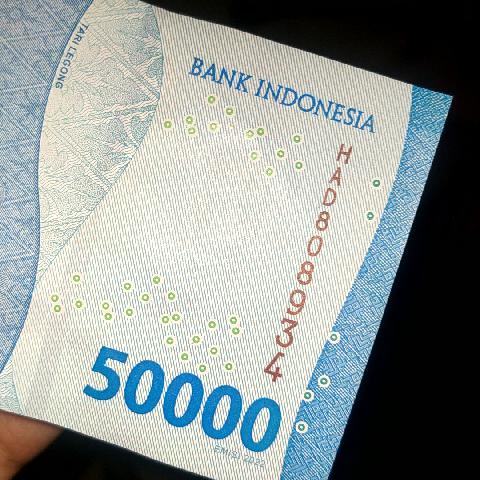 TARI LEGONG
BANK INDONESIA
HAD808934
50000
EMISI 2022